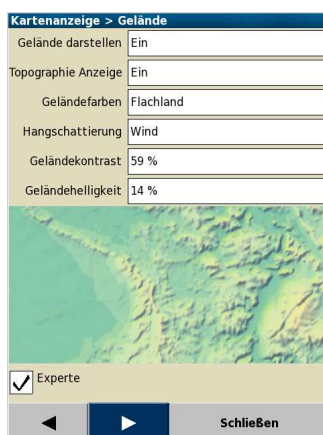 Kartenanzeige > Gelände
Gelände darstellen Ein
Topographie Anzeige Ein
Geländefarben Flachland
Hangschattierung Wind
Geländekontrast 59 %
Geländehelligkeit 14 %
Experte
Schließen